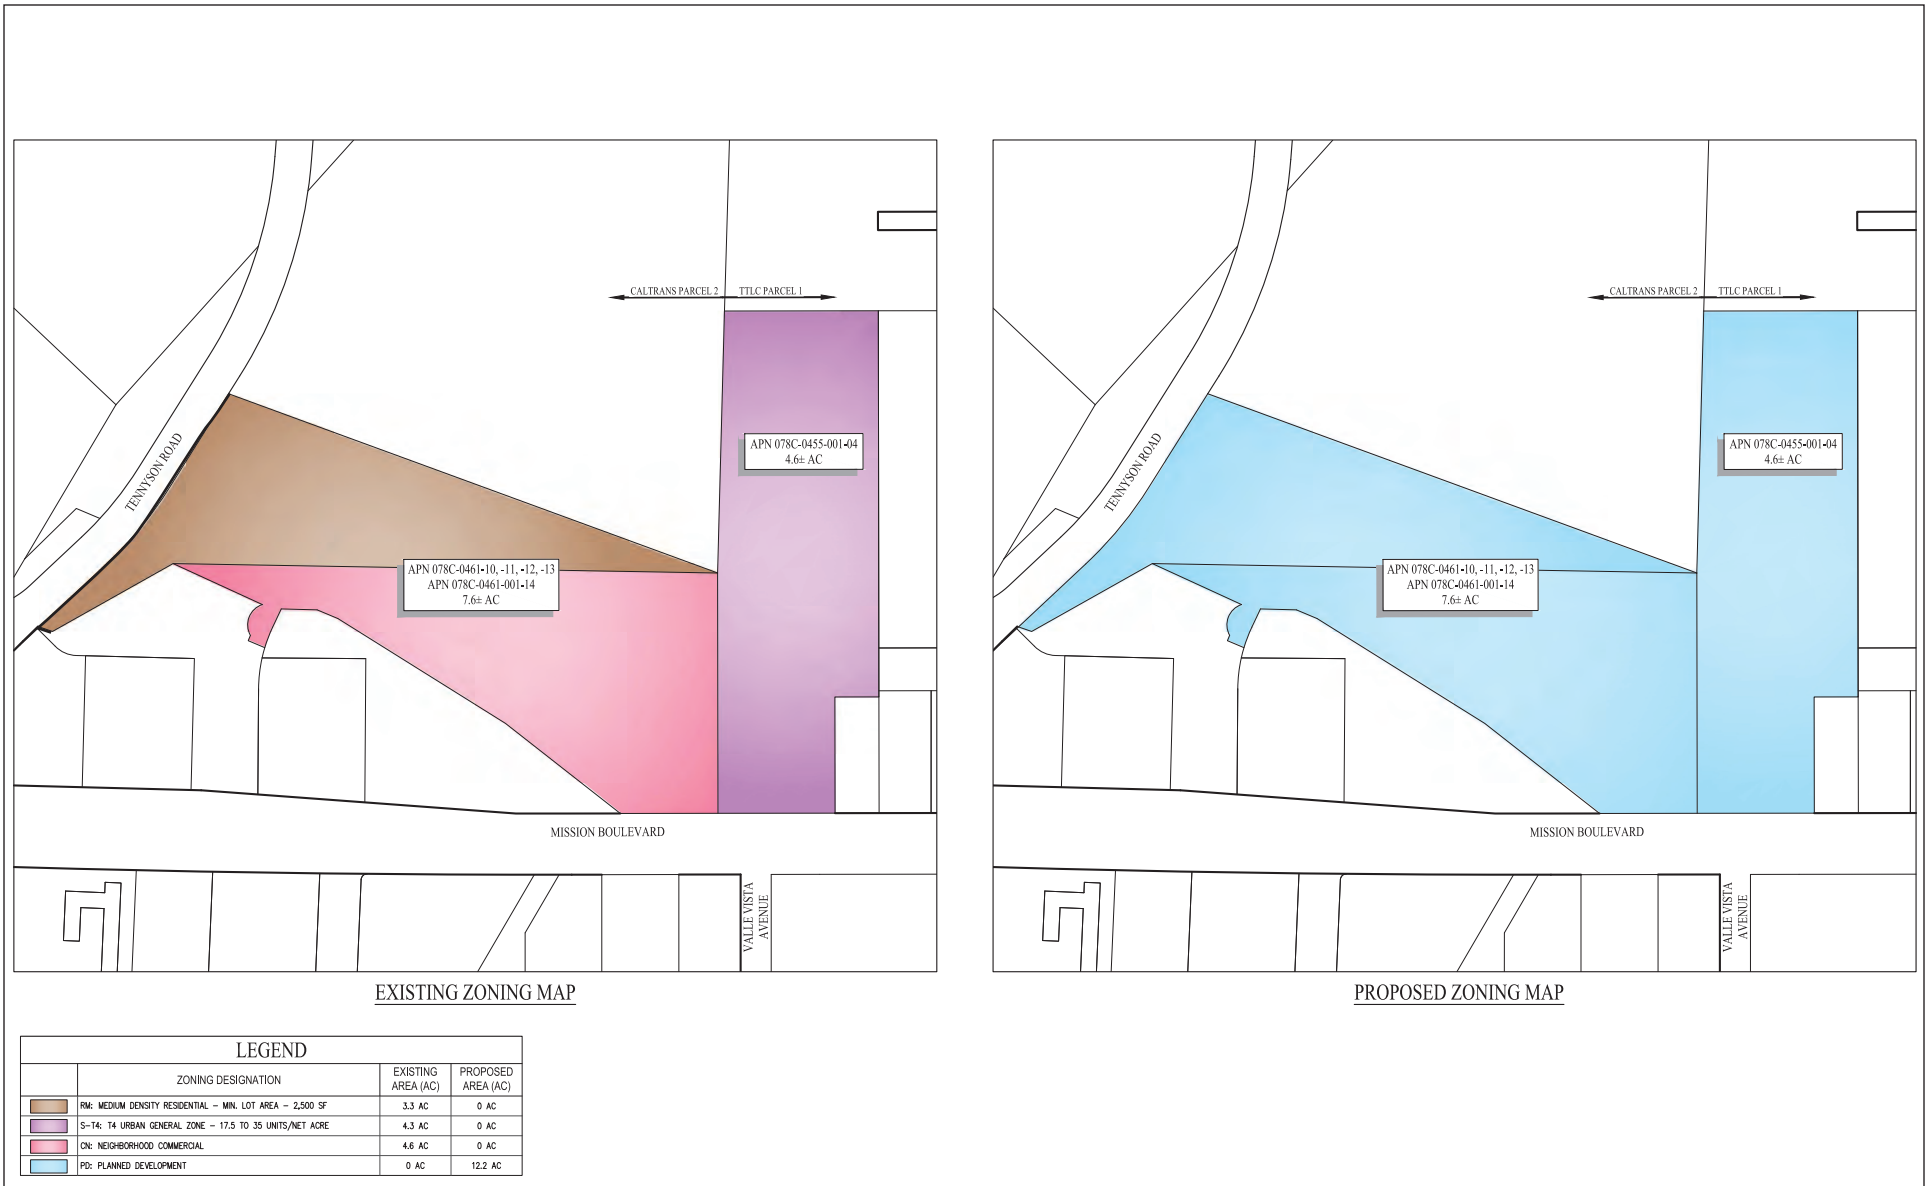 CALTRANS PARCEL 2
TTLC PARCEL 1
TENNYSON ROAD
APN 078C-0455-001-04
4.6± AC
APN 078C-0461-10, -11, -12, -13
APN 078C-0461-001-14
7.6± AC
MISSION BOULEVARD
VALLE VISTA
AVENUE
EXISTING ZONING MAP
CALTRANS PARCEL 2
TTLC PARCEL 1
TENNYSON ROAD
APN 078C-0455-001-04
4.6± AC
APN 078C-0461-10, -11, -12, -13
APN 078C-0461-001-14
7.6± AC
MISSION BOULEVARD
VALLE VISTA
AVENUE
PROPOSED ZONING MAP
LEGEND
ZONING DESIGNATION
EXISTING
AREA (AC)
PROPOSED
AREA (AC)
RM: MEDIUM DENSITY RESIDENTIAL – MIN. LOT AREA – 2,500 SF 3.3 AC 0 AC
S-T4: T4 URBAN GENERAL ZONE – 17.5 TO 35 UNITS/NET ACRE 4.3 AC 0 AC
CN: NEIGHBORHOOD COMMERCIAL 4.6 AC 0 AC
PD: PLANNED DEVELOPMENT 0 AC 12.2 AC